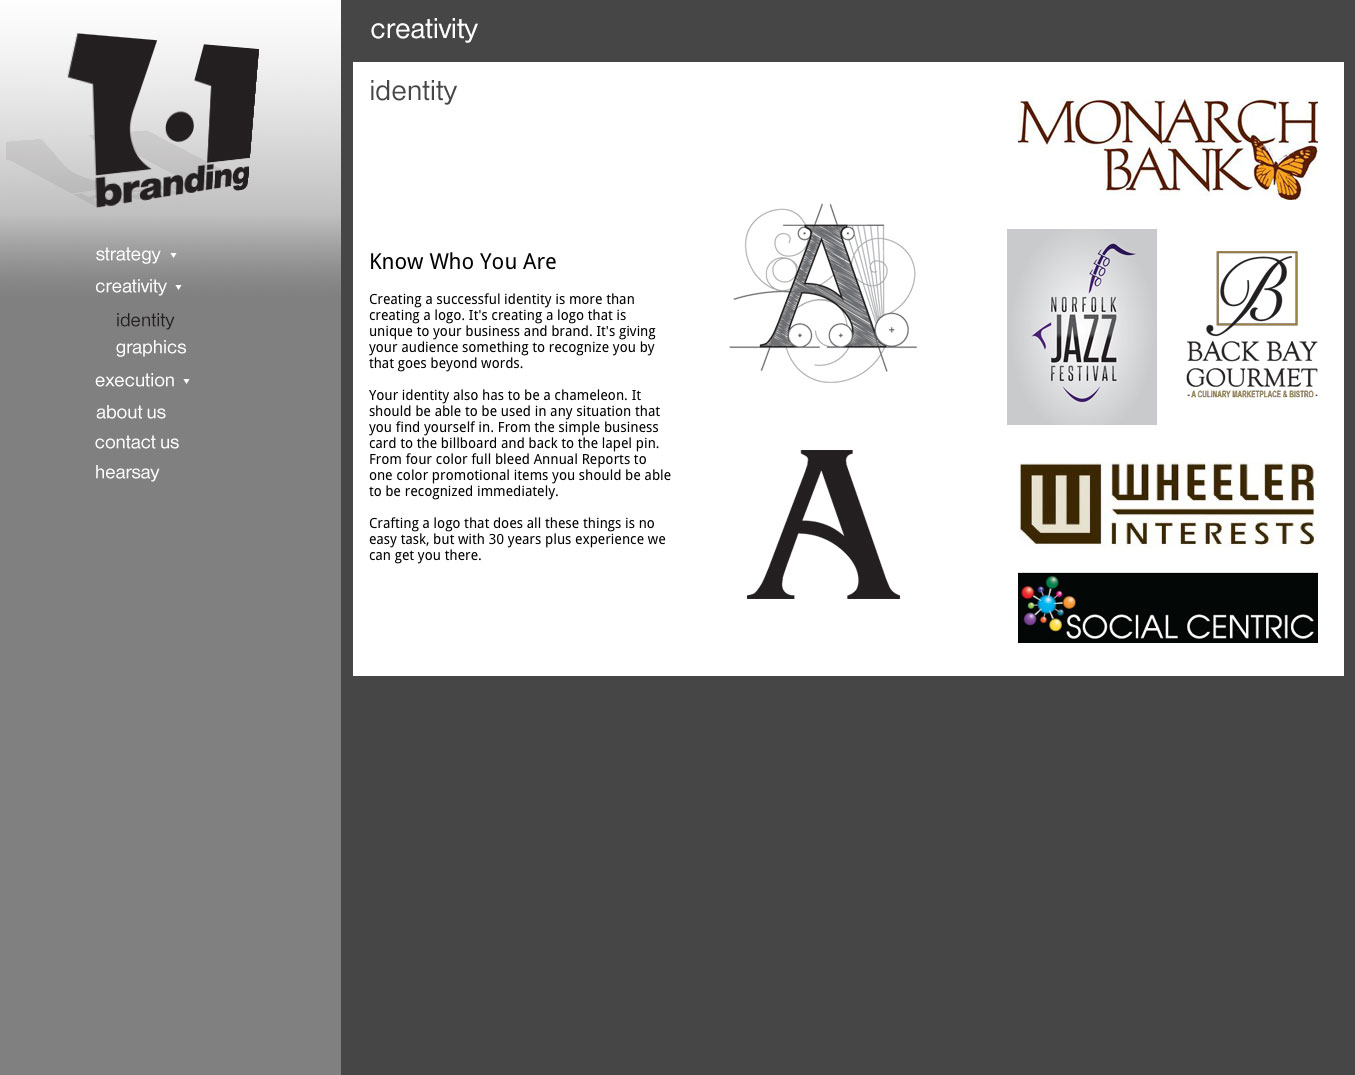 1.1
branding
strategy
creativity
identity
graphics
execution
about us
contact us
hearsay
creativity
identity
Know Who You Are
Creating a successful identity is more than
creating a logo. It's creating a logo that is
unique to your business and brand. It's giving
your audience something to recognize you by
that goes beyond words.
Your identity also has to be a chameleon. It
should be able to be used in any situation that
you find yourself in. From the simple business
card to the billboard and back to the lapel pin.
From four color full bleed Annual Reports to
one color promotional items you should be able
to be recognized immediately.
Crafting a logo that does all these things is no
easy task, but with 30 years plus experience we
can get you there.
A
A
MONARCH
BANK
NORFOLK
JAZZ
FESTIVAL
B
BACK BAY
GOURMET
- A CULINARY MARKETPLACE & BISTRO -
W WHEELER
INTERESTS
SOCIAL CENTRIC